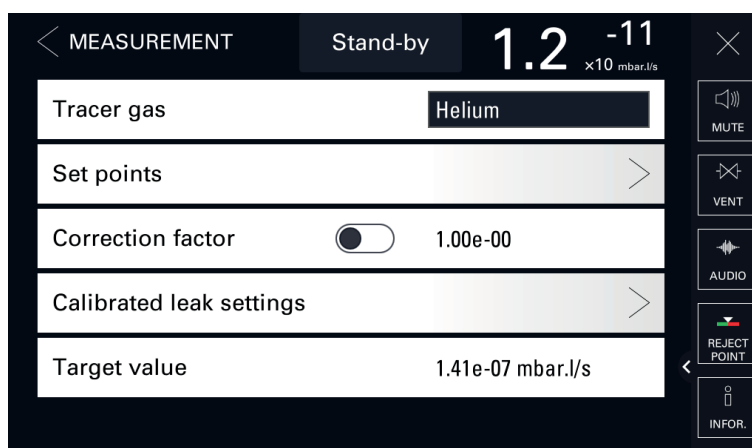 MEASUREMENT
Stand-by
1.2 ×10 -11 mbar.l/s
Tracer gas
Helium
Set points
Correction factor
1.00e-00
Calibrated leak settings
Target value
1.41e-07 mbar.l/s
MUTE
VENT
AUDIO
REJECT
POINT
INFOR.